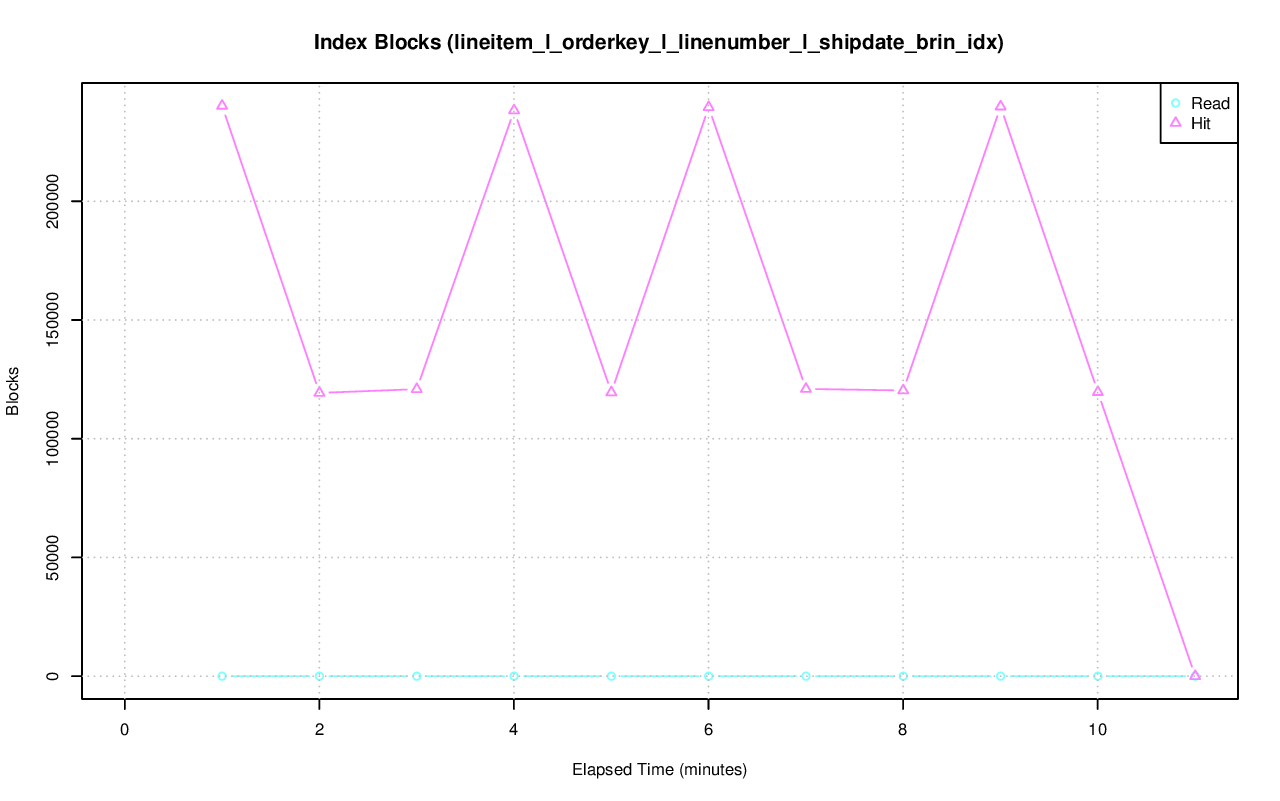 Index Blocks (lineitem_l_orderkey_l_linenumber_l_shipdate_brin_idx)
Read
Hit
Blocks
200000
150000
100000
50000
0
0 2 4 6 8 10
Elapsed Time (minutes)